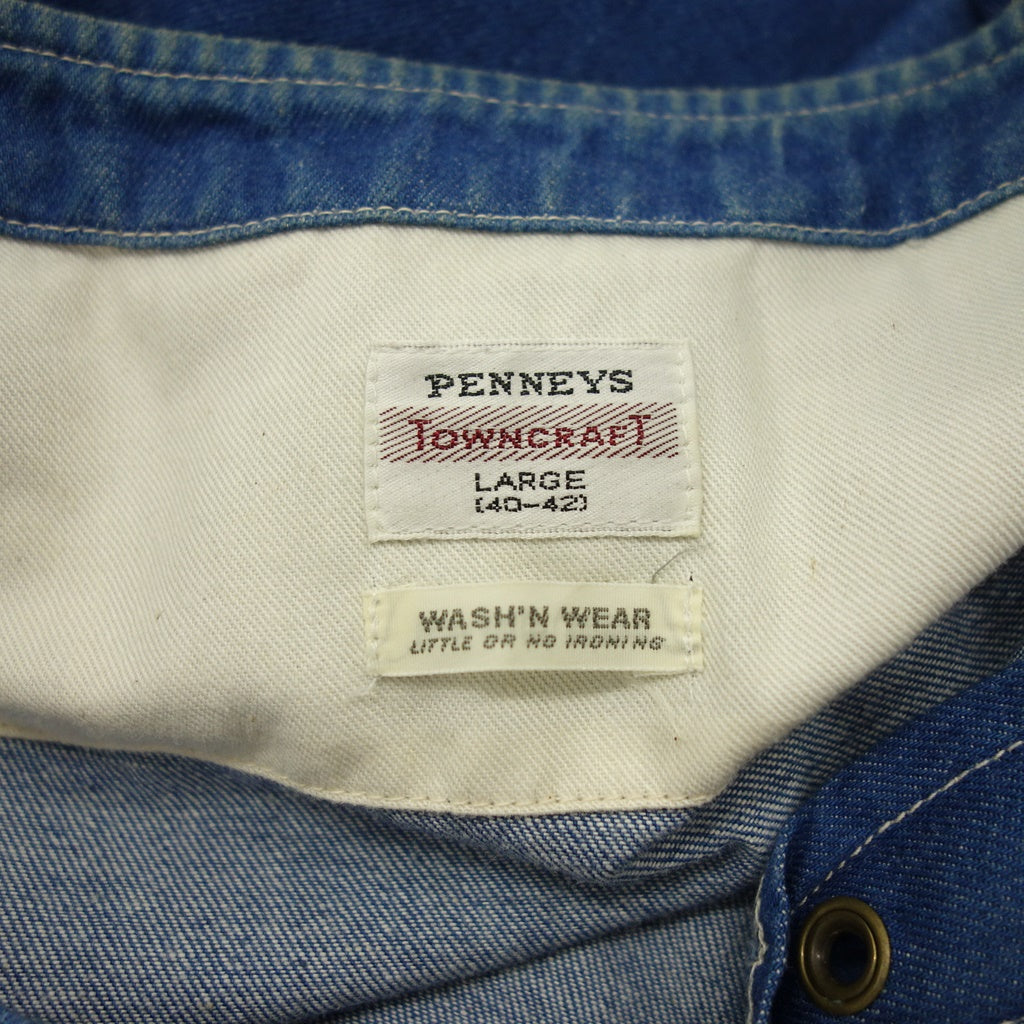 PENNEYS
TOWNCRAFT
LARGE
(40-42)
WASH'N WEAR
LITTLE OR NO IRONING